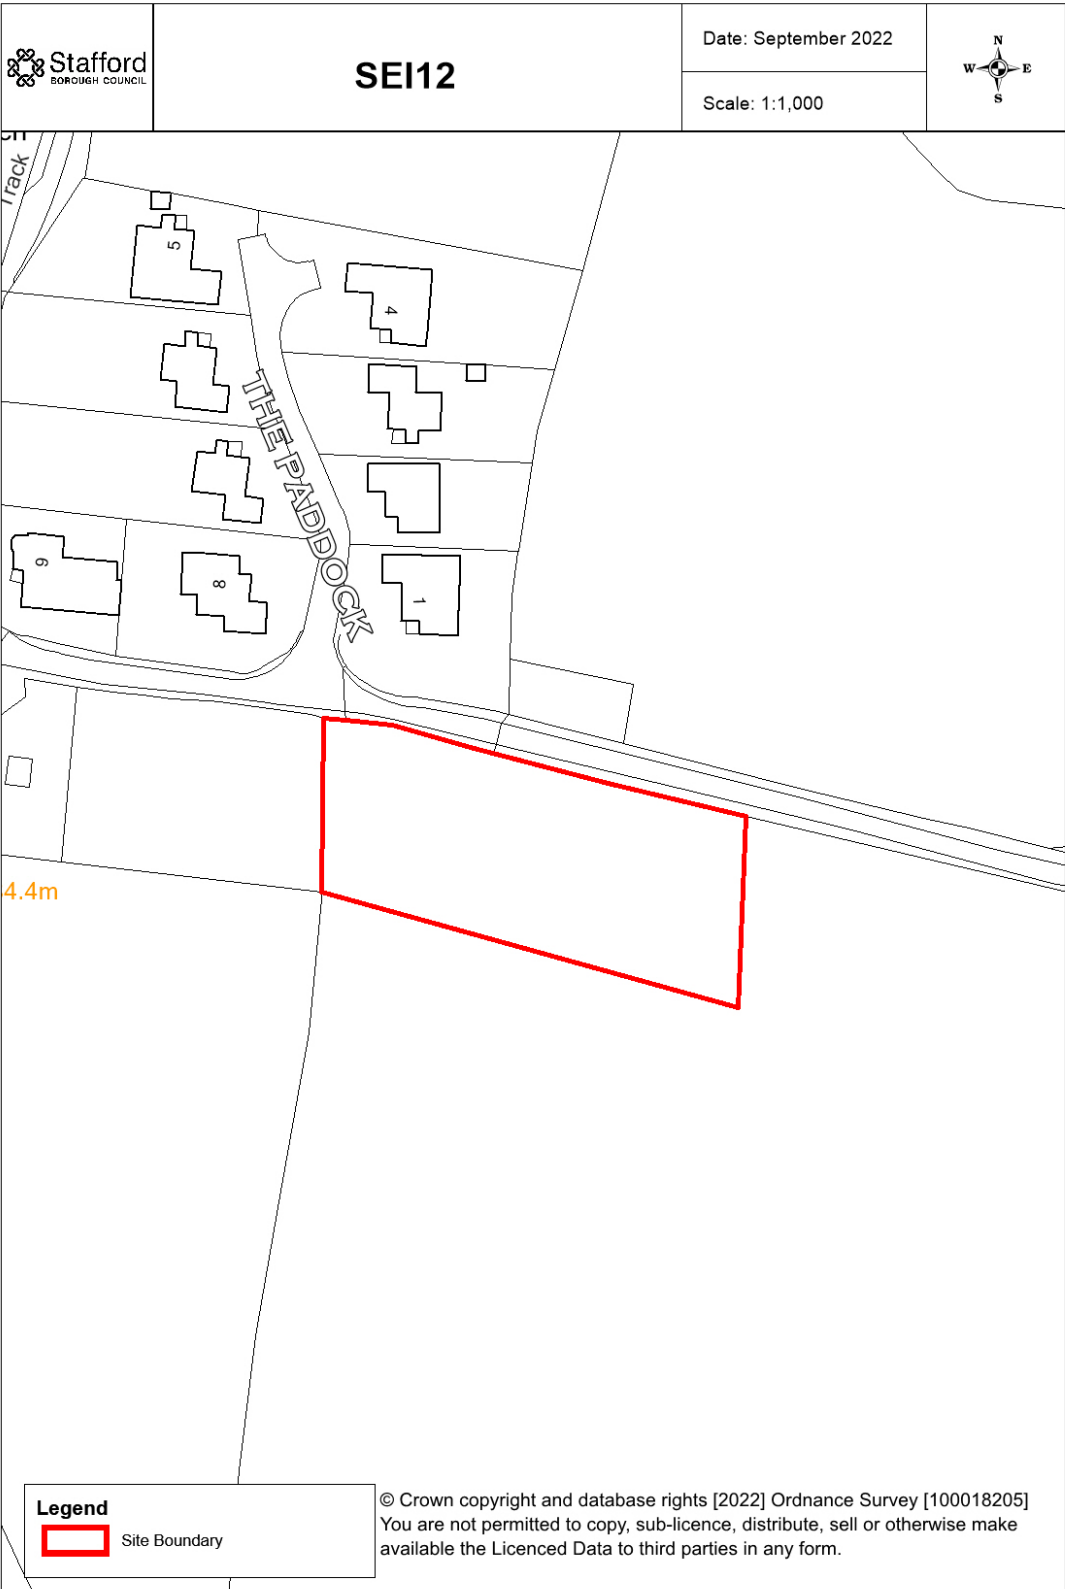 Stafford
BOROUGH COUNCIL
SEI12
Date: September 2022
Scale: 1:1,000
N
W E
S
Track
5
4
THE PADDOCK
9
8
1
4.4m
Legend
Site Boundary
© Crown copyright and database rights [2022] Ordnance Survey [100018205]
You are not permitted to copy, sub-licence, distribute, sell or otherwise make
available the Licenced Data to third parties in any form.